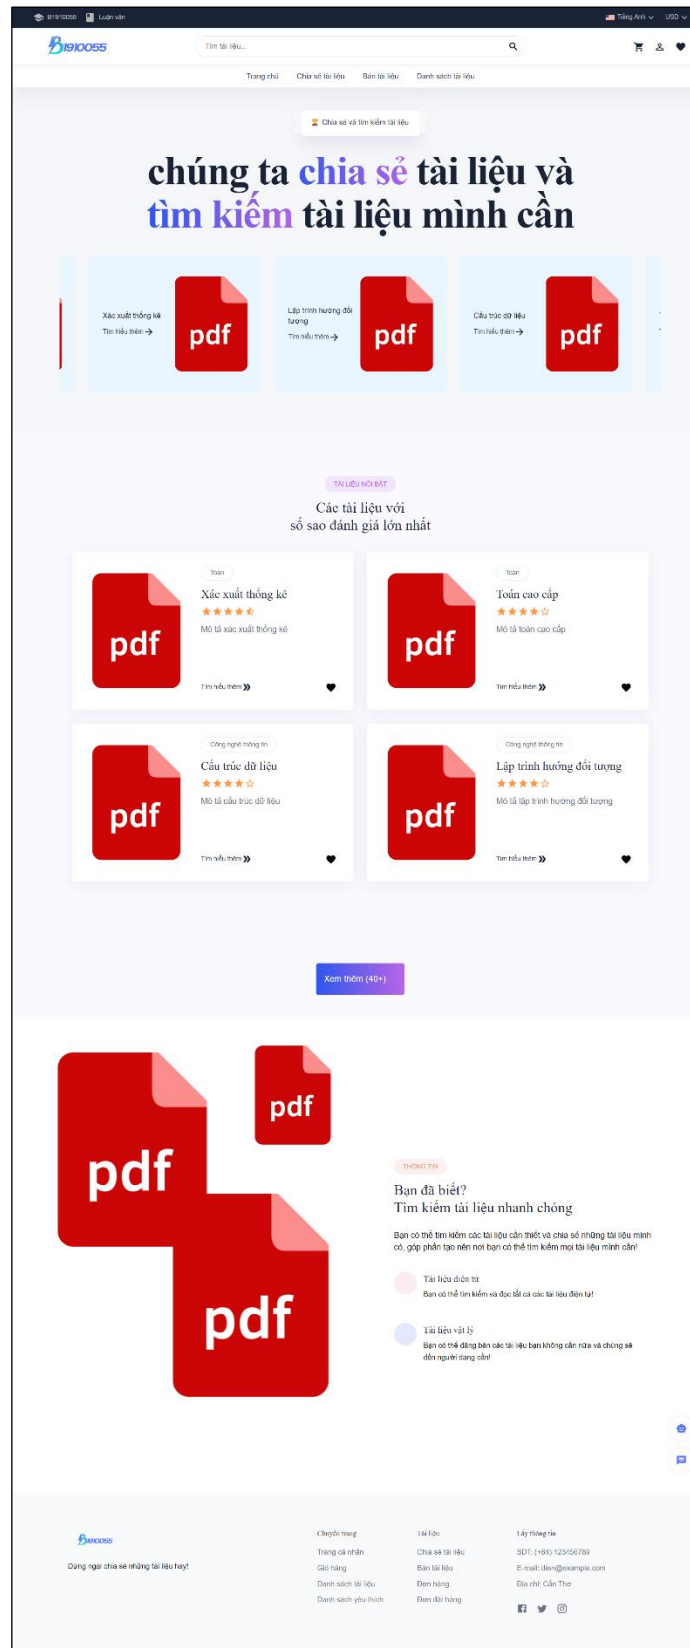 B1910055 Luận văn
Tiếng Anh USD
B1910055
Tìm tài liệu...
Trang chủ Chia sẻ tài liệu Bán tài liệu Danh sách tài liệu
Chia sẻ và tìm kiếm tài liệu
chúng ta chia sẻ tài liệu và
tìm kiếm tài liệu mình cần
Xác xuất thống kê
Tìm hiểu thêm
pdf
Lập trình hướng đối
tượng
Tìm hiểu thêm
pdf
Cấu trúc dữ liệu
Tìm hiểu thêm
pdf
TÀI LIỆU NỔI BẬT
Các tài liệu với
số sao đánh giá lớn nhất
pdf
Toán
Xác xuất thống kê
Mô tả xác xuất thống kê
Tìm hiểu thêm
pdf
Toán
Toán cao cấp
Mô tả toán cao cấp
Tìm hiểu thêm
pdf
Công nghệ thông tin
Cấu trúc dữ liệu
Mô tả cấu trúc dữ liệu
Tìm hiểu thêm
pdf
Công nghệ thông tin
Lập trình hướng đối tượng
Mô tả lập trình hướng đối tượng
Tìm hiểu thêm
Xem thêm (40+)
pdf
pdf
pdf
THÔNG TIN
Bạn đã biết?
Tìm kiếm tài liệu nhanh chóng
Bạn có thể tìm kiếm các tài liệu cần thiết và chia sẻ những tài liệu mình
có, góp phần tạo nên nơi bạn có thể tìm kiếm mọi tài liệu mình cần!
Tài liệu điện tử
Bạn có thể tìm kiếm và đọc tất cả các tài liệu điện tử!
Tài liệu vật lý
Bạn có thể đăng bán các tài liệu bạn không cần nữa và chúng sẽ
đến người đang cần!
B1910055
Đừng ngại chia sẻ những tài liệu hay!
Chuyển trang
Trang cá nhân
Giỏ hàng
Danh sách tài liệu
Danh sách yêu thích
Tài liệu
Chia sẻ tài liệu
Bán tài liệu
Đơn hàng
Đơn đặt hàng
Lấy thông tin
SDT: (+84) 123456789
E-mail: dien@example.com
Địa chỉ: Cần Thơ